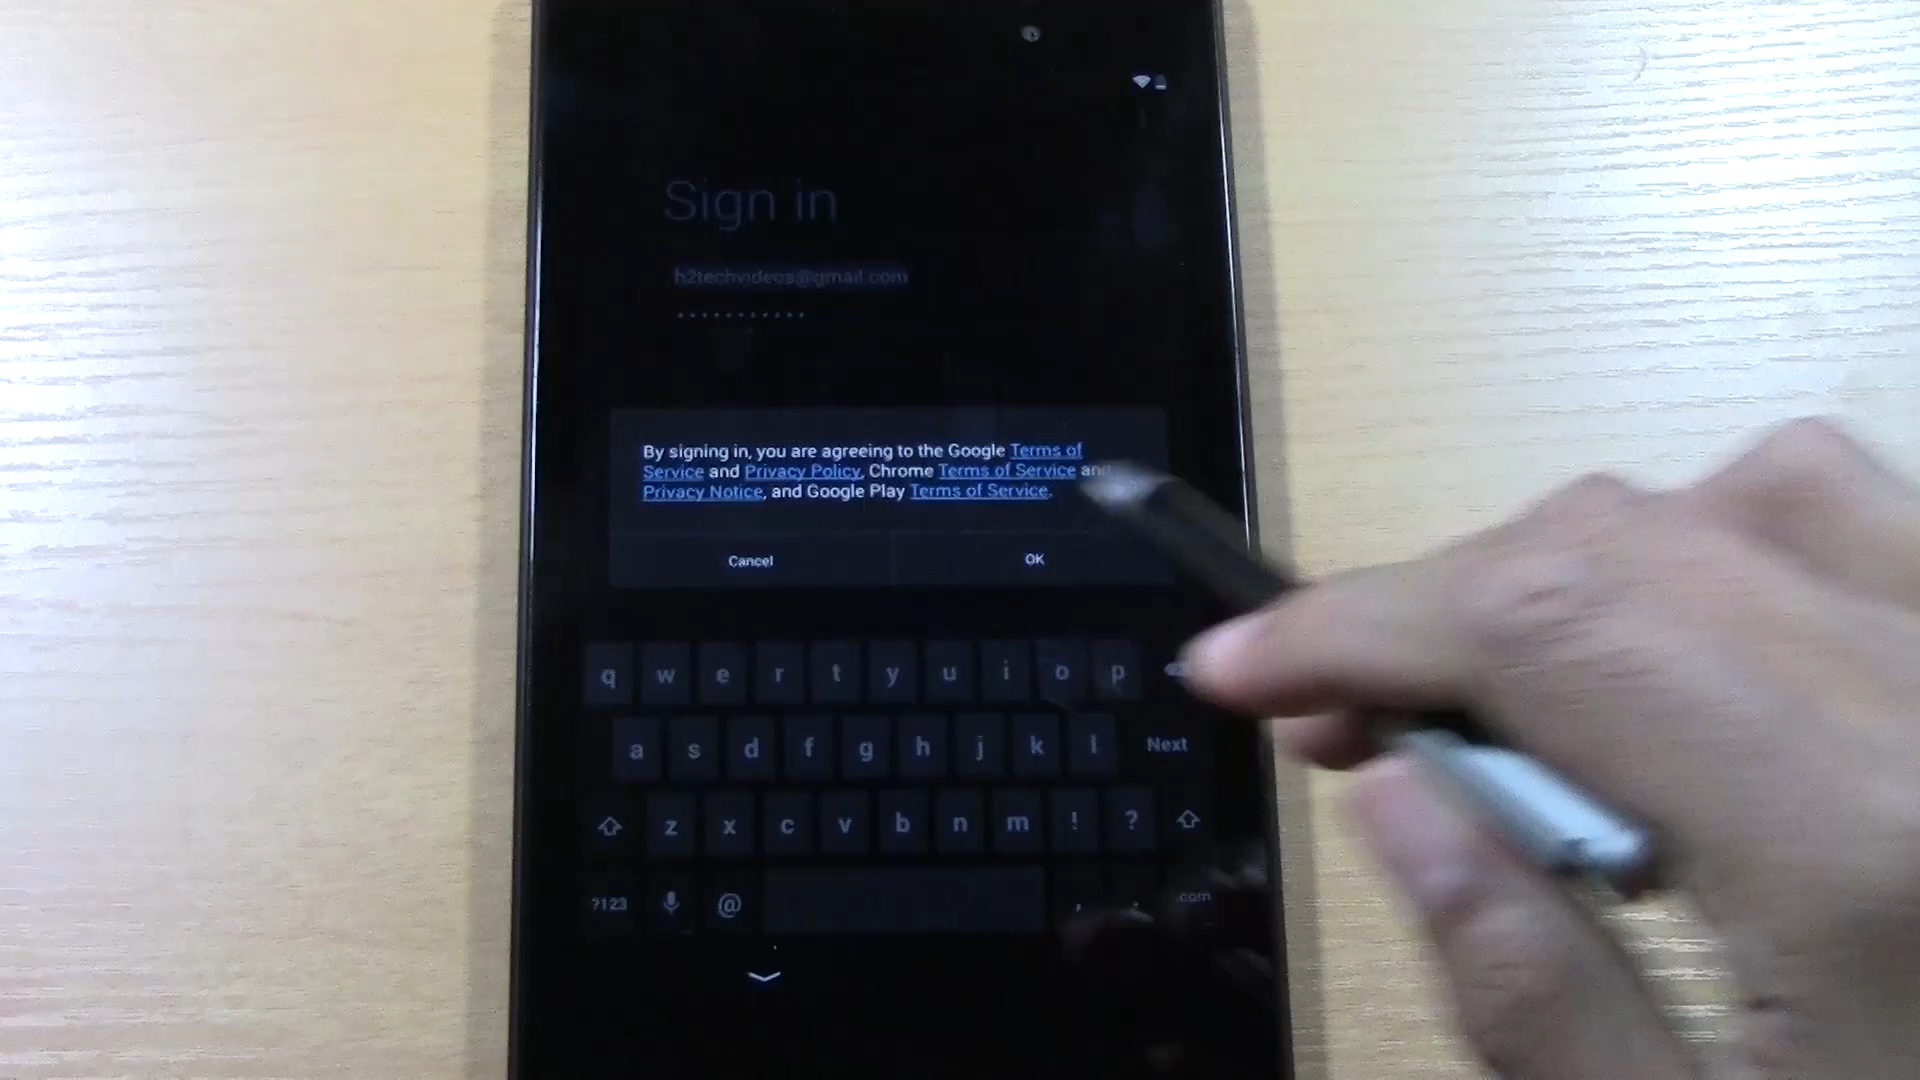 Sign in
h2techvideos@gmail.com
By signing in, you are agreeing to the Google Terms of
Service and Privacy Policy, Chrome Terms of Service and
Privacy Notice, and Google Play Terms of Service.
Cancel OK
q w e r t y u i o p
a s d f g h j k l Next
z x c v b n m ! ?
?123 @ , . .com